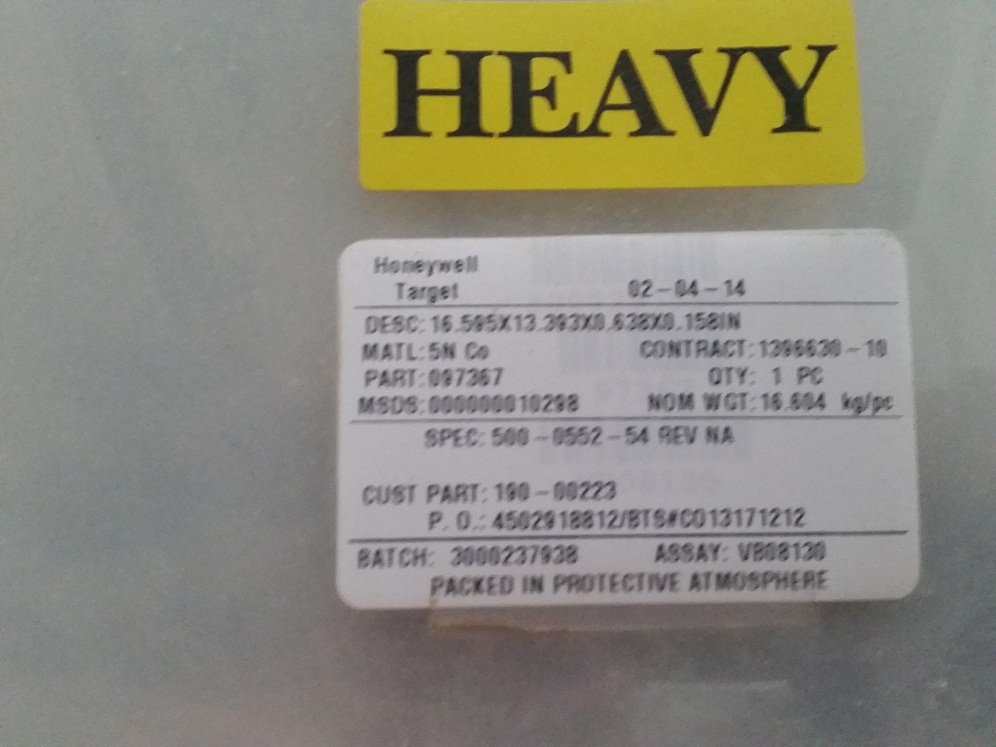 HEAVY
Honeywell
Target 02-04-14
DESC: 16.595X13.393X0.638X0.158IN
MATL: 5N Co CONTRACT: 1396630-10
PART: 097367 QTY: 1 PC
MSDS: 000000010298 NOM WGT: 16.604 kg/pc
SPEC: 500-0552-54 REV NA
CUST PART: 190-00223
P. O.: 4502918812/BTS#CO13171212
BATCH: 3000237938 ASSAY: VB08130
PACKED IN PROTECTIVE ATMOSPHERE